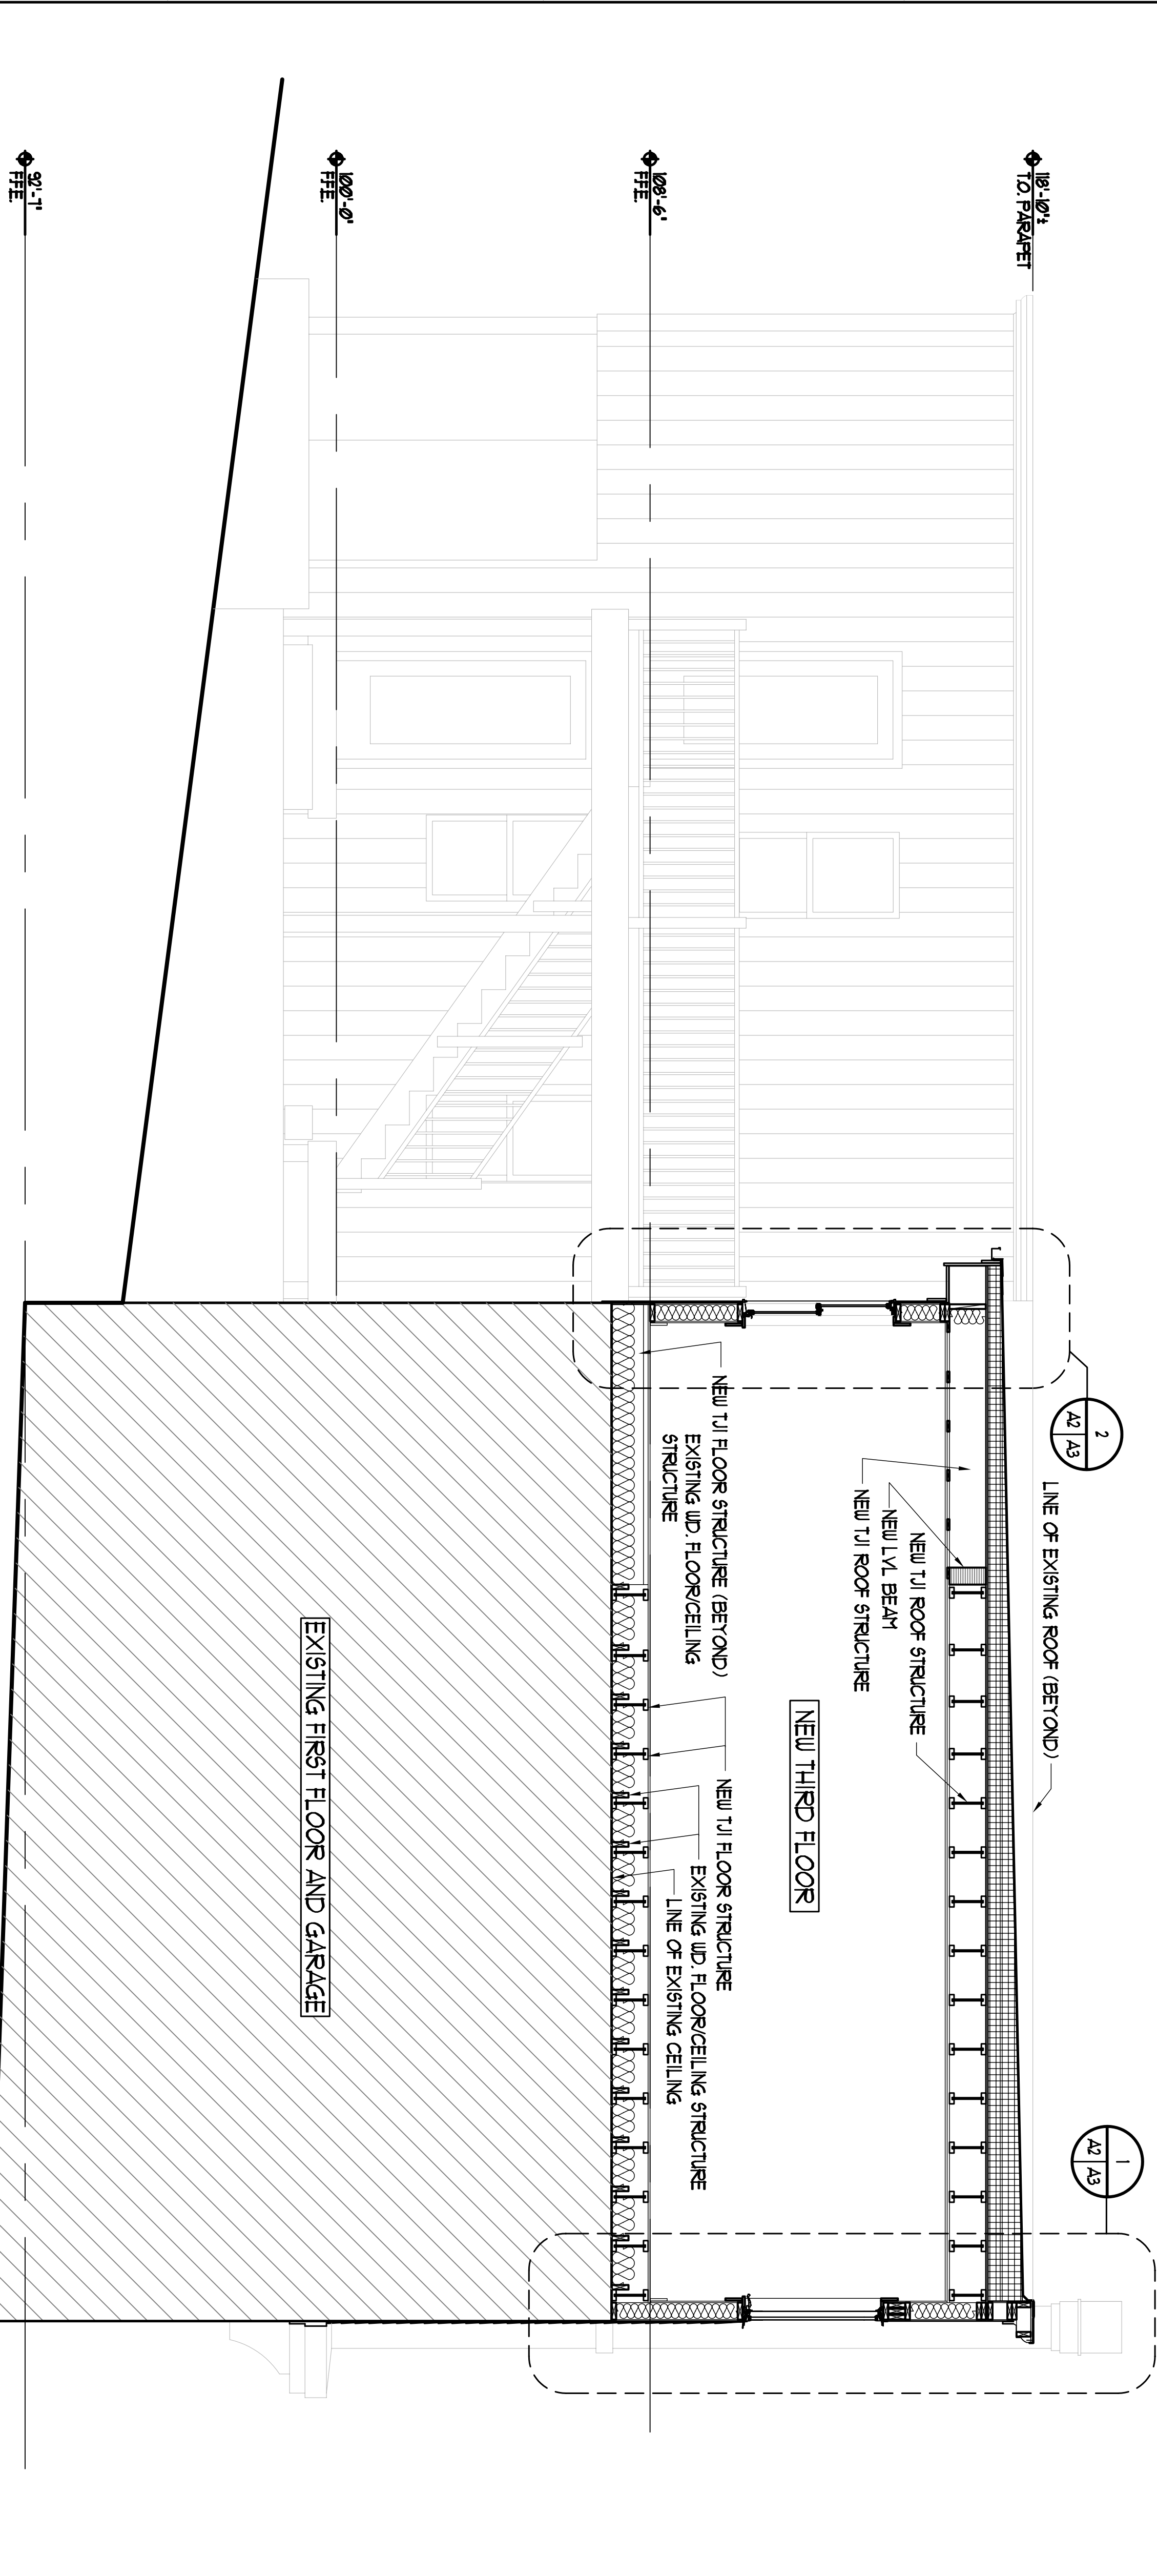 118'-10"±
T.O. PARAPET
108'-6"
F.F.E.
100'-0"
F.F.E.
92'-7"
F.F.E.
2
A2 A3
LINE OF EXISTING ROOF (BEYOND)
1
A2 A3
NEW TJI ROOF STRUCTURE
NEW LVL BEAM
NEW TJI ROOF STRUCTURE
NEW THIRD FLOOR
NEW TJI FLOOR STRUCTURE (BEYOND)
EXISTING WD. FLOOR/CEILING
STRUCTURE
NEW TJI FLOOR STRUCTURE
EXISTING WD. FLOOR/CEILING STRUCTURE
LINE OF EXISTING CEILING
EXISTING FIRST FLOOR AND GARAGE